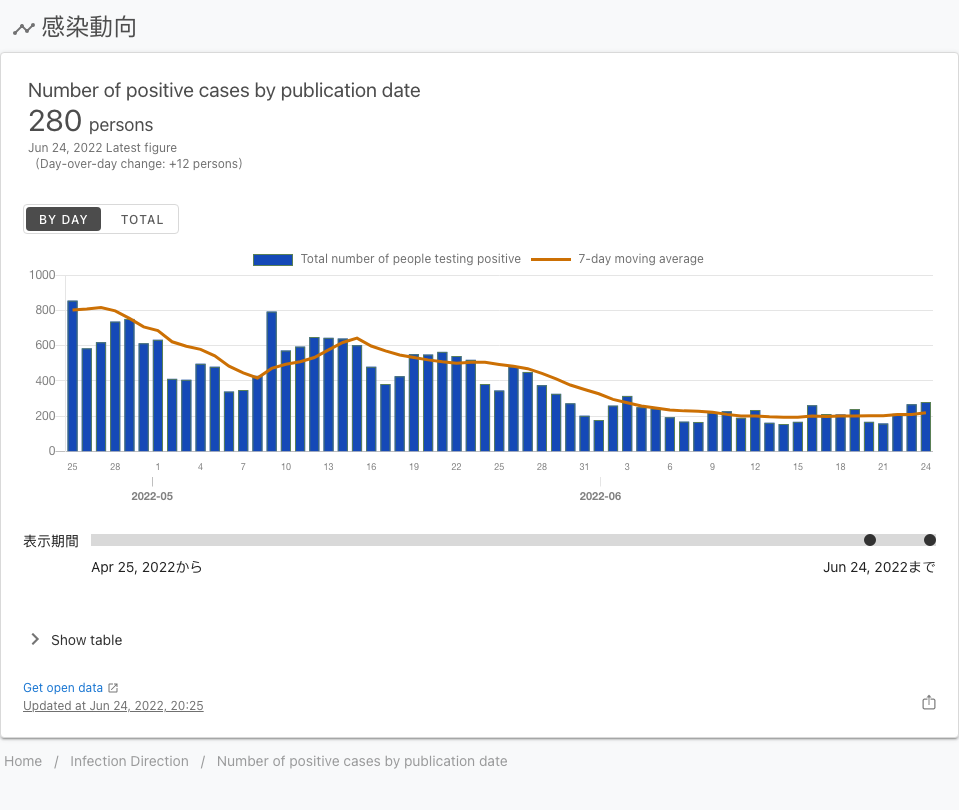 感染動向
Number of positive cases by publication date
280 persons
Jun 24, 2022 Latest figure
(Day-over-day change: +12 persons)
BY DAY TOTAL
Total number of people testing positive 7-day moving average
1000
800
600
400
200
0
25 28 1 4 7 10 13 16 19 22 25 28 31 3 6 9 12 15 18 21 24
2022-05 2022-06
表示期間
Apr 25, 2022から Jun 24, 2022まで
Show table
Get open data
Updated at Jun 24, 2022, 20:25
Home / Infection Direction / Number of positive cases by publication date